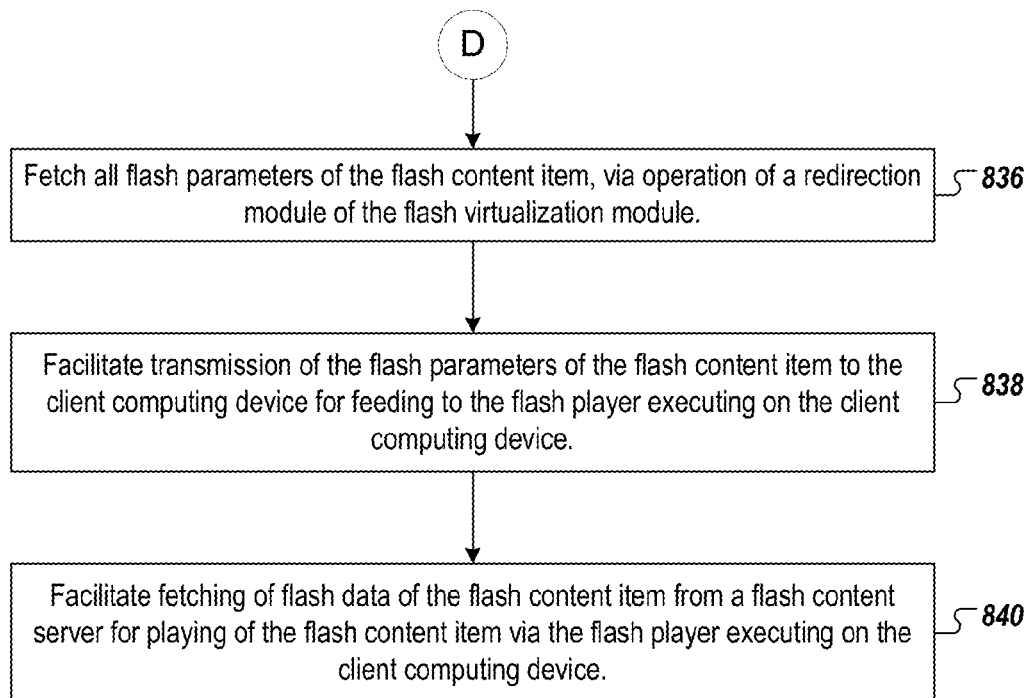 D
Fetch all flash parameters of the flash content item, via operation of a redirection
module of the flash virtualization module.
836
Facilitate transmission of the flash parameters of the flash content item to the
client computing device for feeding to the flash player executing on the client
computing device.
838
Facilitate fetching of flash data of the flash content item from a flash content
server for playing of the flash content item via the flash player executing on the
client computing device.
840